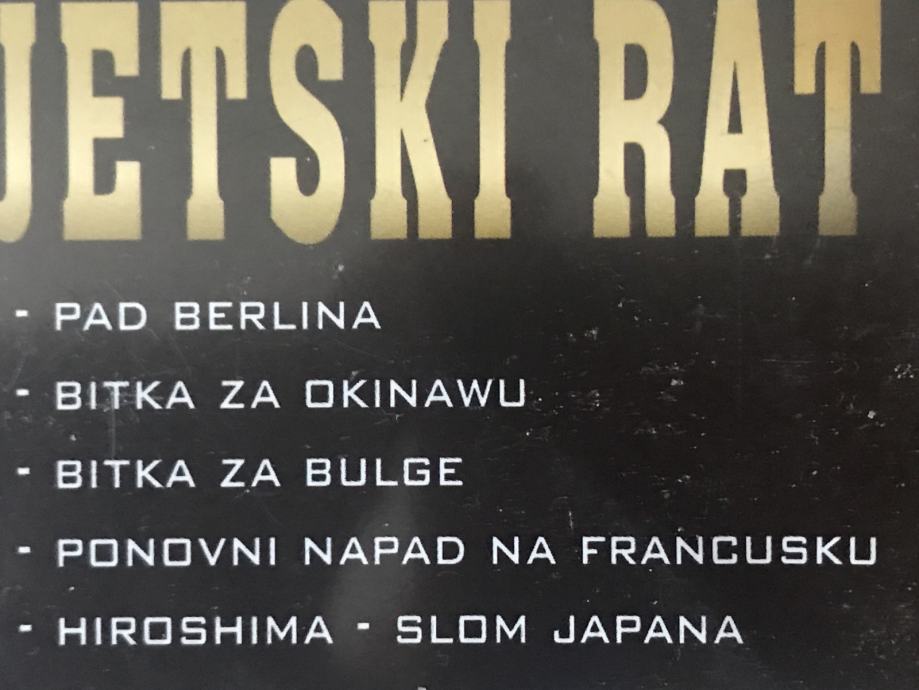 JETSKI RAT
- PAD BERLINA
- BITKA ZA OKINAWU
- BITKA ZA BULGE
- PONOVNI NAPAD NA FRANCUSKU
- HIROSHIMA - SLOM JAPANA